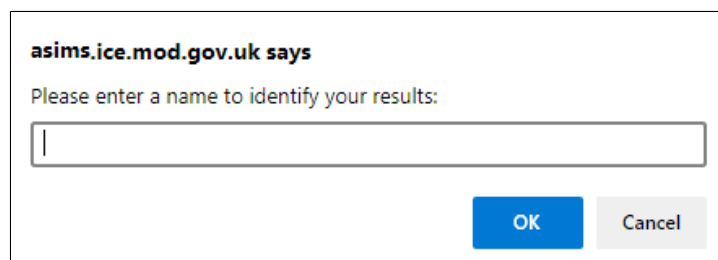 asims.ice.mod.gov.uk says
Please enter a name to identify your results:
OK Cancel